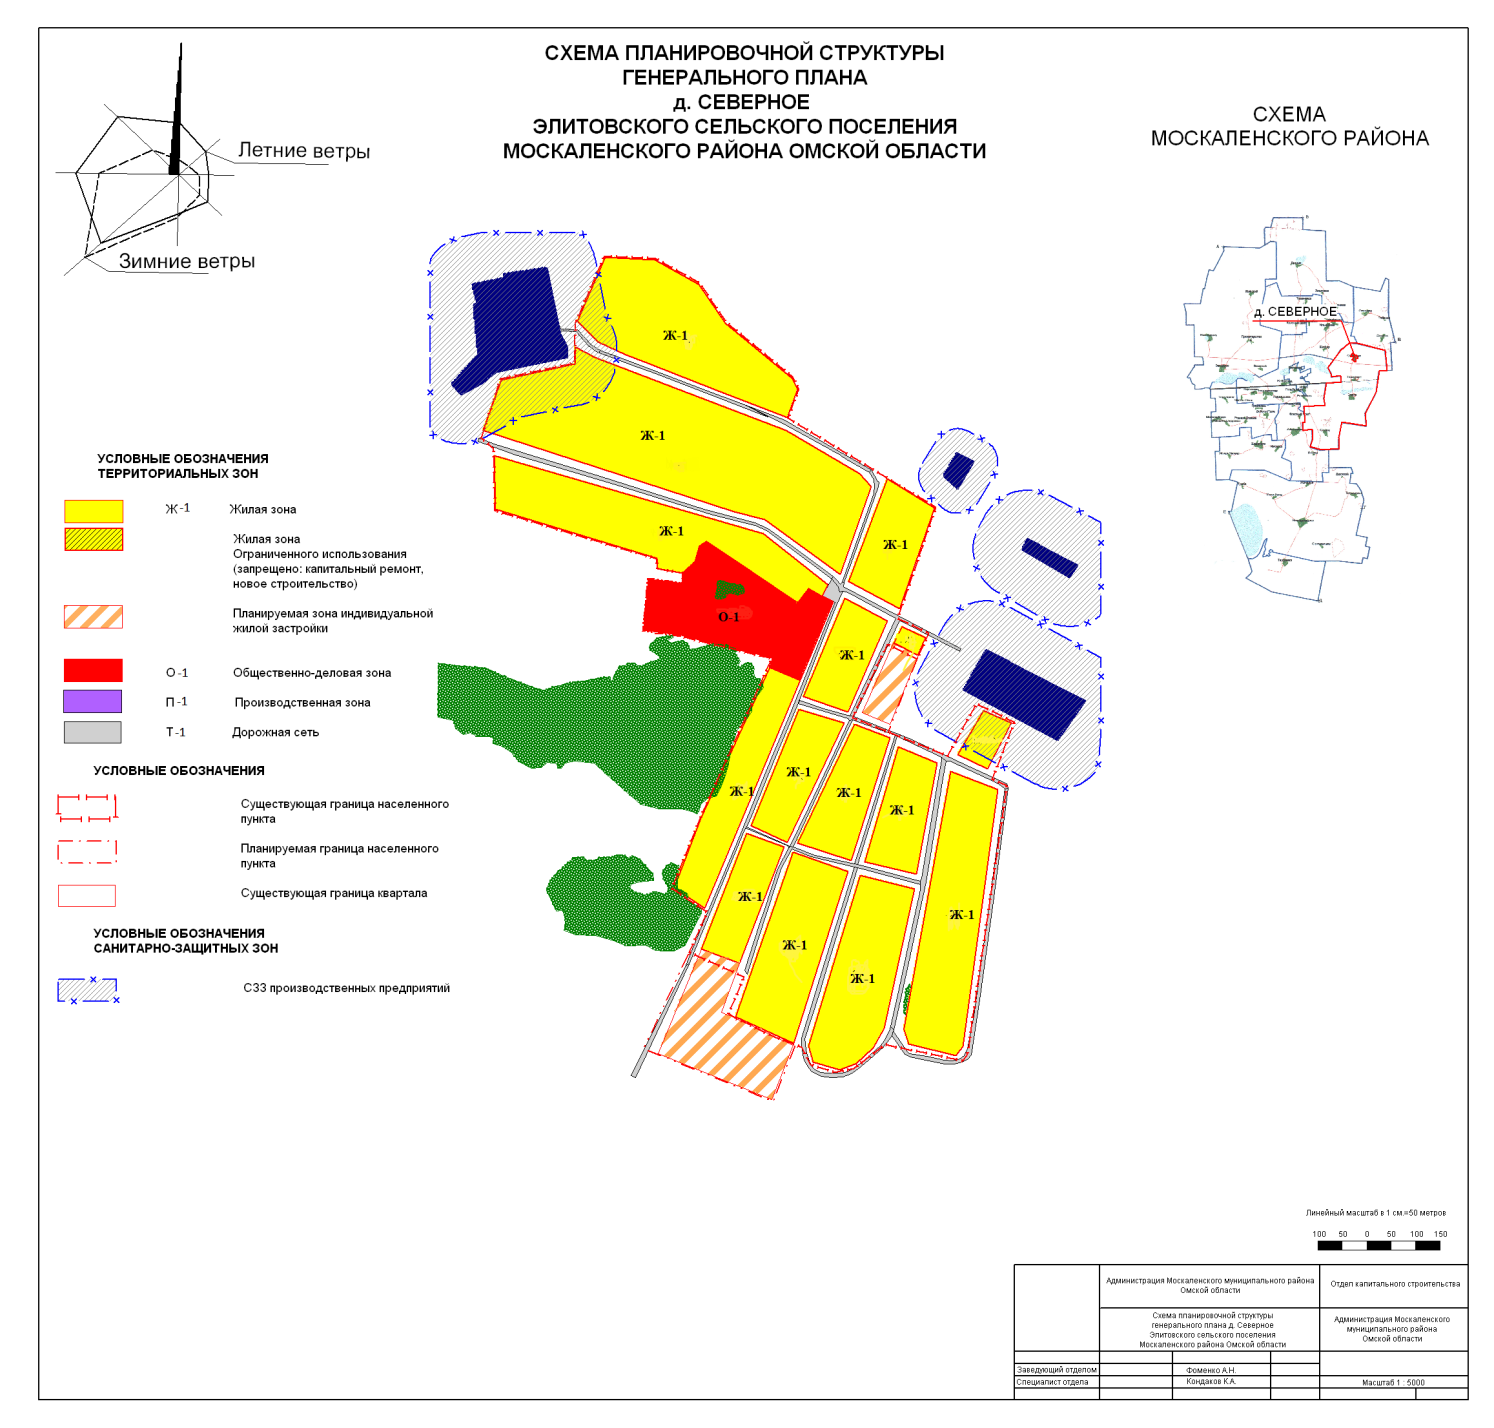 СХЕМА ПЛАНИРОВОЧНОЙ СТРУКТУРЫ
ГЕНЕРАЛЬНОГО ПЛАНА
д. СЕВЕРНОЕ
ЭЛИТОВСКОГО СЕЛЬСКОГО ПОСЕЛЕНИЯ
МОСКАЛЕНСКОГО РАЙОНА ОМСКОЙ ОБЛАСТИ
СХЕМА
МОСКАЛЕНСКОГО РАЙОНА
Летние ветры
Зимние ветры
д. СЕВЕРНОЕ
Ж-1
Ж-1
Ж-1
Ж-1
О-1
Ж-1
Ж-1
Ж-1
Ж-1
Ж-1
Ж-1
Ж-1
Ж-1
Ж-1
Ж-1
УСЛОВНЫЕ ОБОЗНАЧЕНИЯ
ТЕРРИТОРИАЛЬНЫХ ЗОН
Ж-1 Жилая зона
Жилая зона
Ограниченного использования
(запрещено: капитальный ремонт,
новое строительство)
Планируемая зона индивидуальной
жилой застройки
О-1 Общественно-деловая зона
П-1 Производственная зона
Т-1 Дорожная сеть
УСЛОВНЫЕ ОБОЗНАЧЕНИЯ
Существующая граница населенного
пункта
Планируемая граница населенного
пункта
Существующая граница квартала
УСЛОВНЫЕ ОБОЗНАЧЕНИЯ
САНИТАРНО-ЗАЩИТНЫХ ЗОН
СЗЗ производственных предприятий
Линейный масштаб в 1 см.=50 метров
100 50 0 50 100 150
Администрация Москаленского муниципального района
Омской области
Отдел капитального строительства
Схема планировочной структуры
генерального плана д. Северное
Элитовского сельского поселения
Москаленского района Омской области
Администрация Москаленского
муниципального района
Омской области
Заведующий отделом Фоменко А.Н.
Специалист отдела Кондаков К.А.
Масштаб 1 : 5000